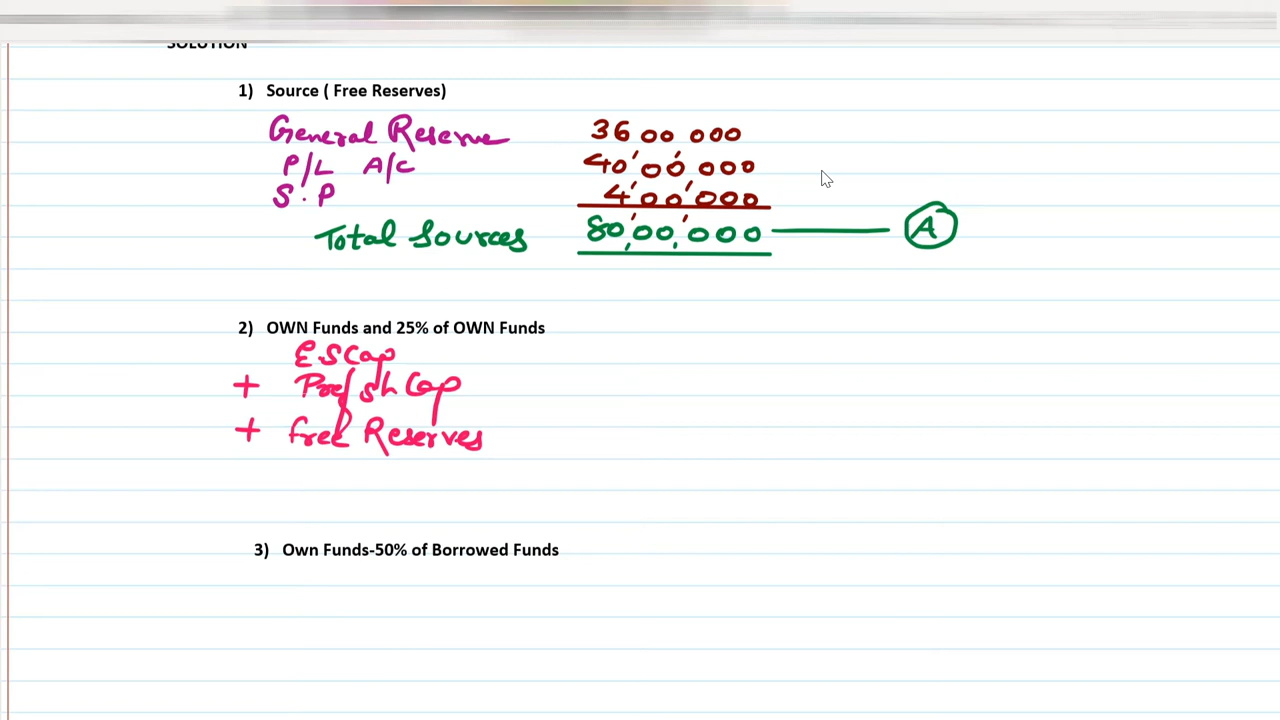 SOLUTION
1) Source ( Free Reserves)
General Reserve 36 00 000
P/L A/C 40'00'000
S.P 4'00'000
Total Sources 80,00,000 A
2) OWN Funds and 25% of OWN Funds
E S Cap
+ Pref sh Cap
+ free Reserves
3) Own Funds-50% of Borrowed Funds